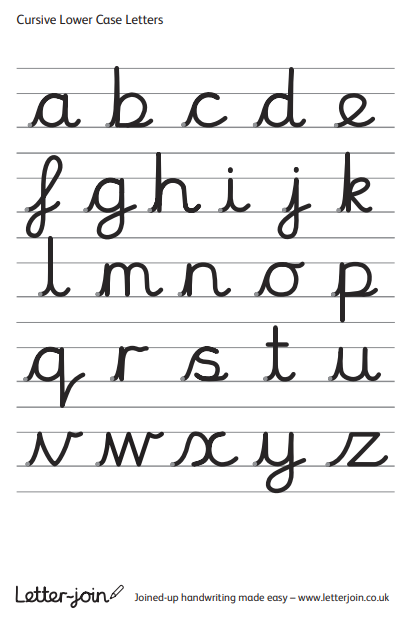 Cursive Lower Case Letters
a b c d e
f g h i j k
l m n o p
q r s t u
v w x y z
Letter-join Joined-up handwriting made easy – www.letterjoin.co.uk